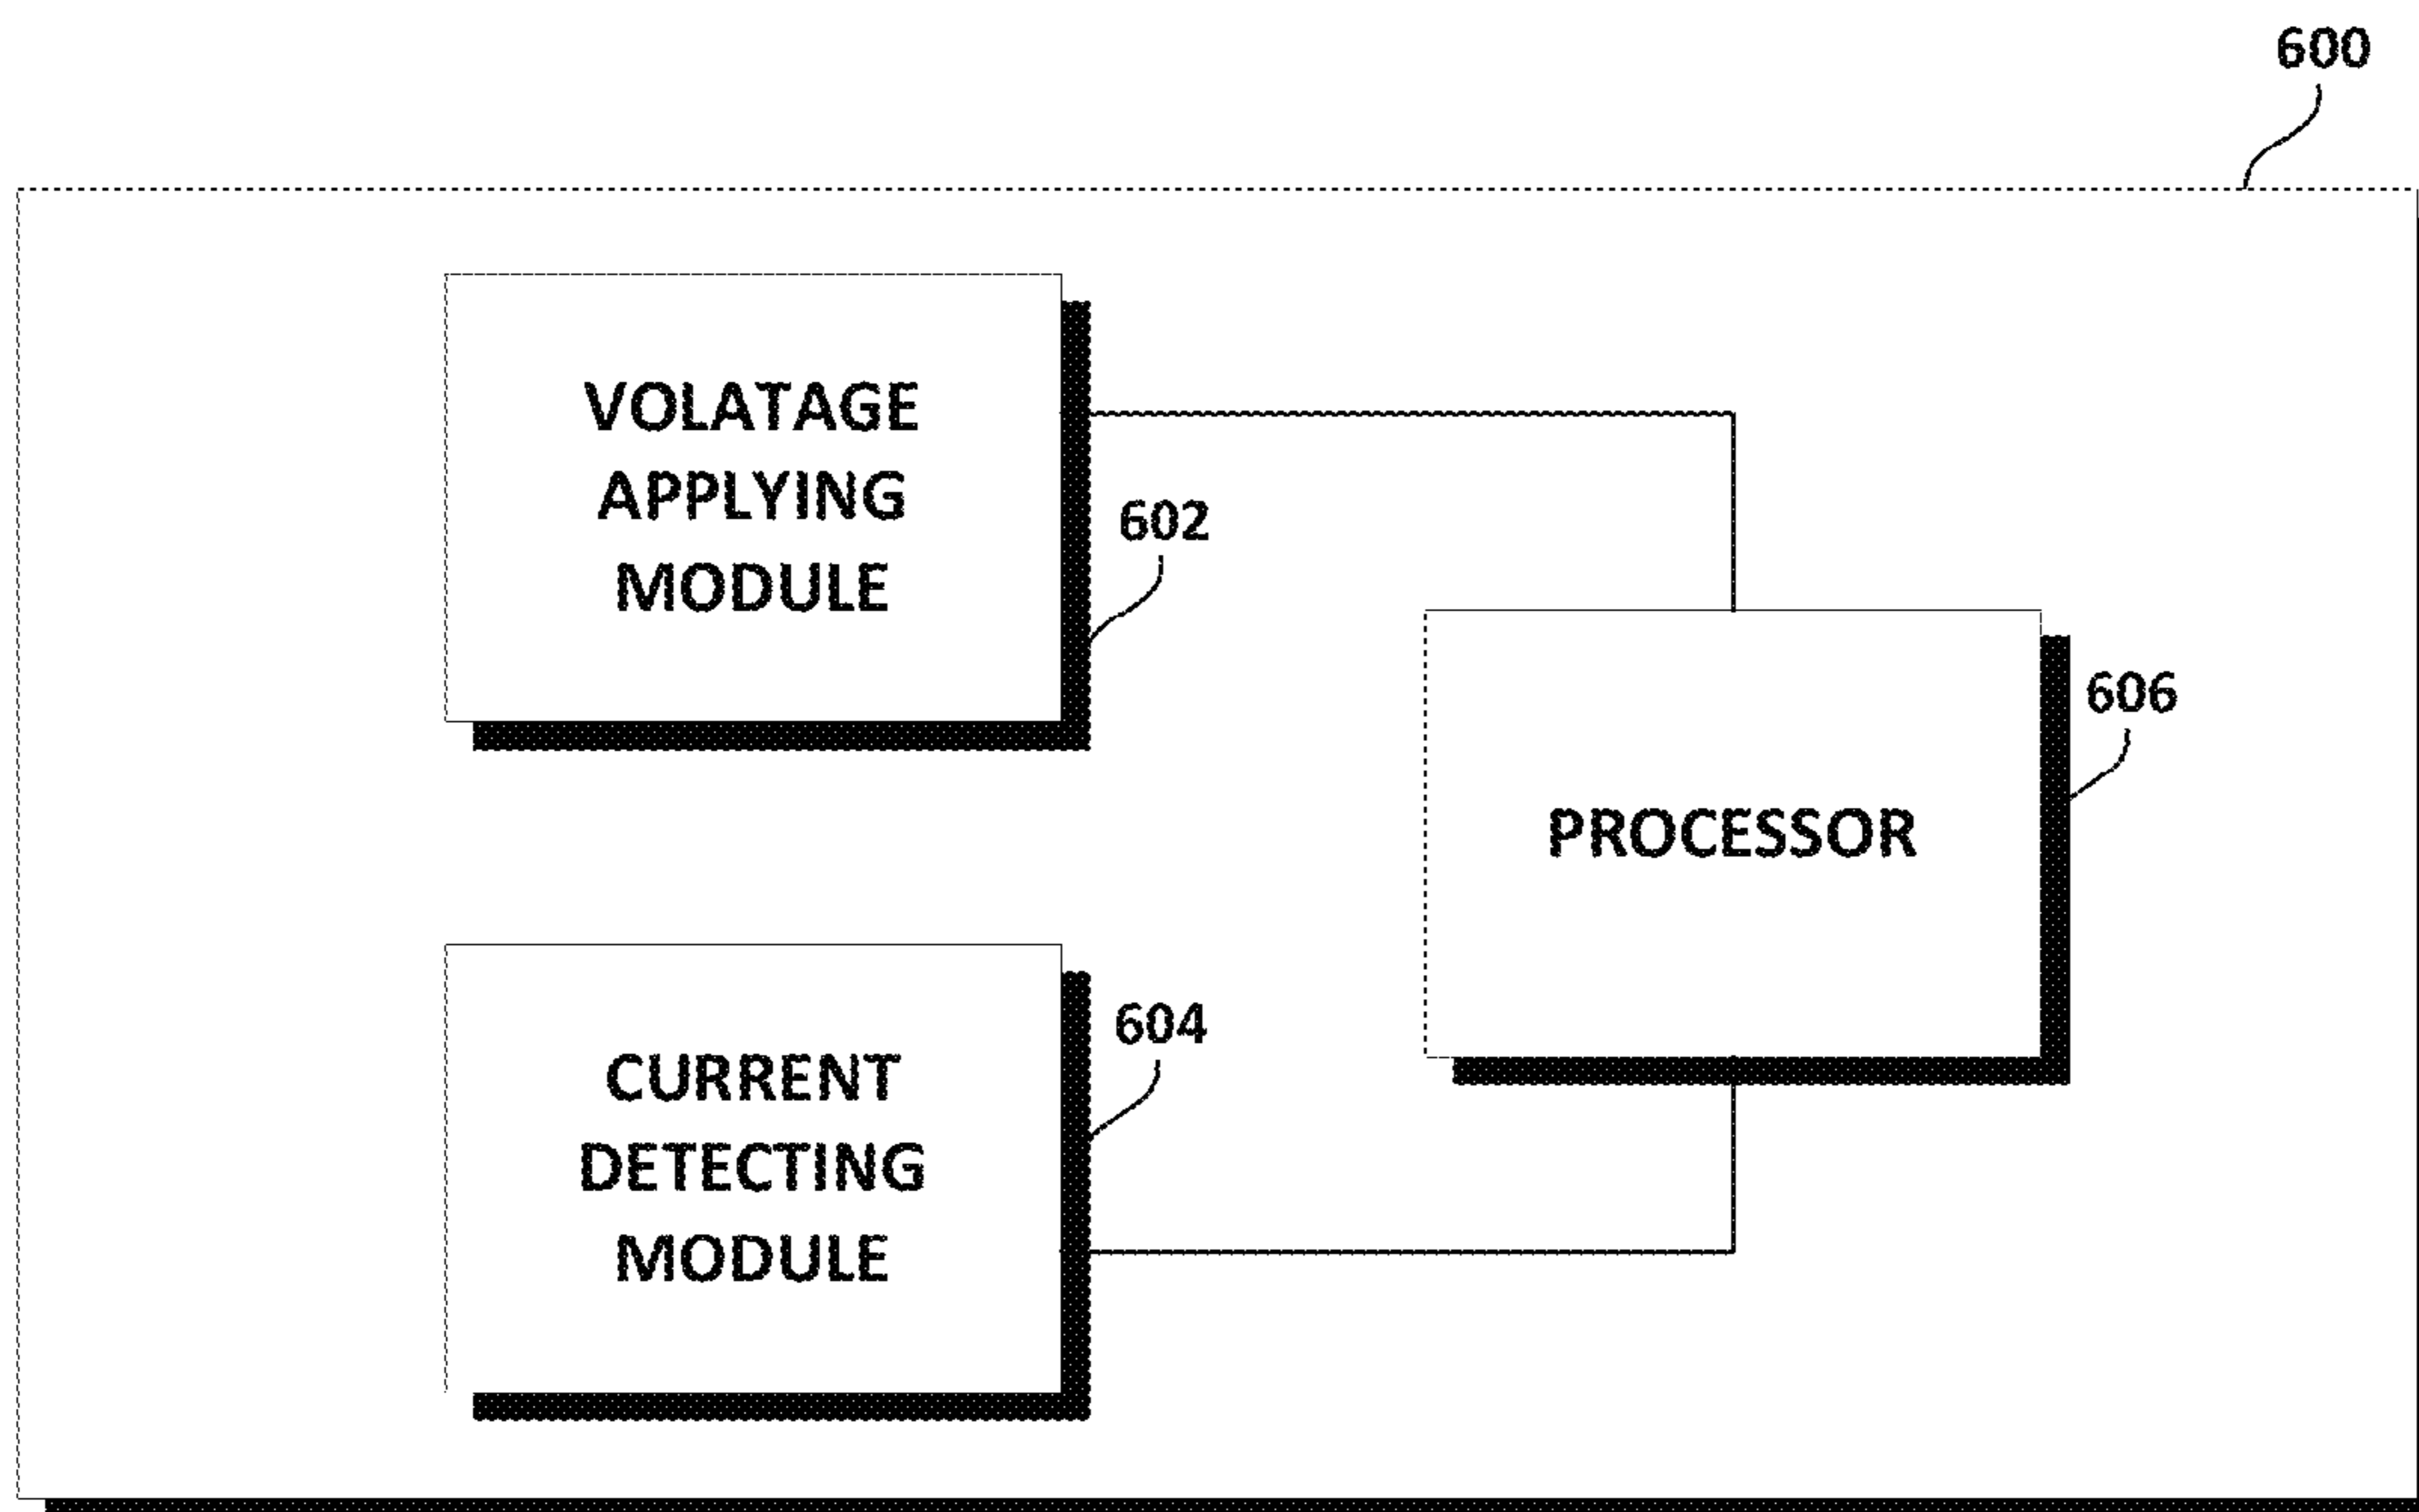 600
VOLATAGE
APPLYING
MODULE
602
PROCESSOR
606
CURRENT
DETECTING
MODULE
604